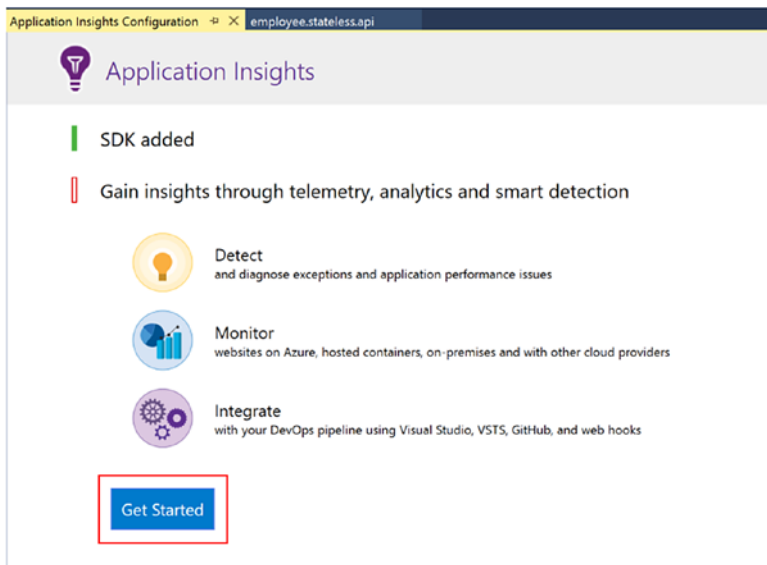 Application Insights Configuration employee.stateless.api
Application Insights
SDK added
Gain insights through telemetry, analytics and smart detection
Detect
and diagnose exceptions and application performance issues
Monitor
websites on Azure, hosted containers, on-premises and with other cloud providers
Integrate
with your DevOps pipeline using Visual Studio, VSTS, GitHub, and web hooks
Get Started